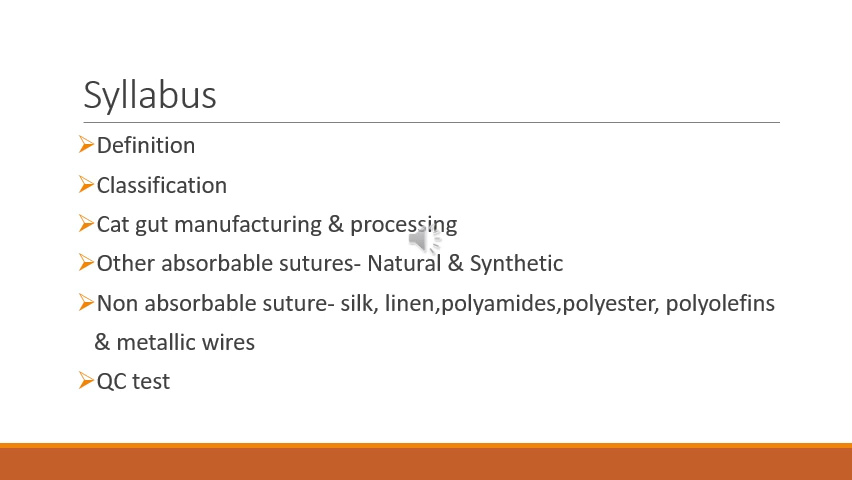 Syllabus
Definition
Classification
Cat gut manufacturing & processing
Other absorbable sutures- Natural & Synthetic
Non absorbable suture- silk, linen,polyamides,polyester, polyolefins
& metallic wires
QC test